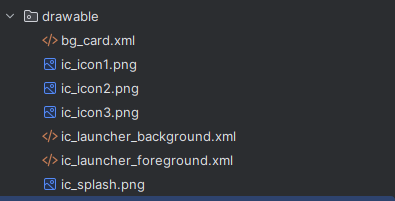 drawable
bg_card.xml
ic_icon1.png
ic_icon2.png
ic_icon3.png
ic_launcher_background.xml
ic_launcher_foreground.xml
ic_splash.png